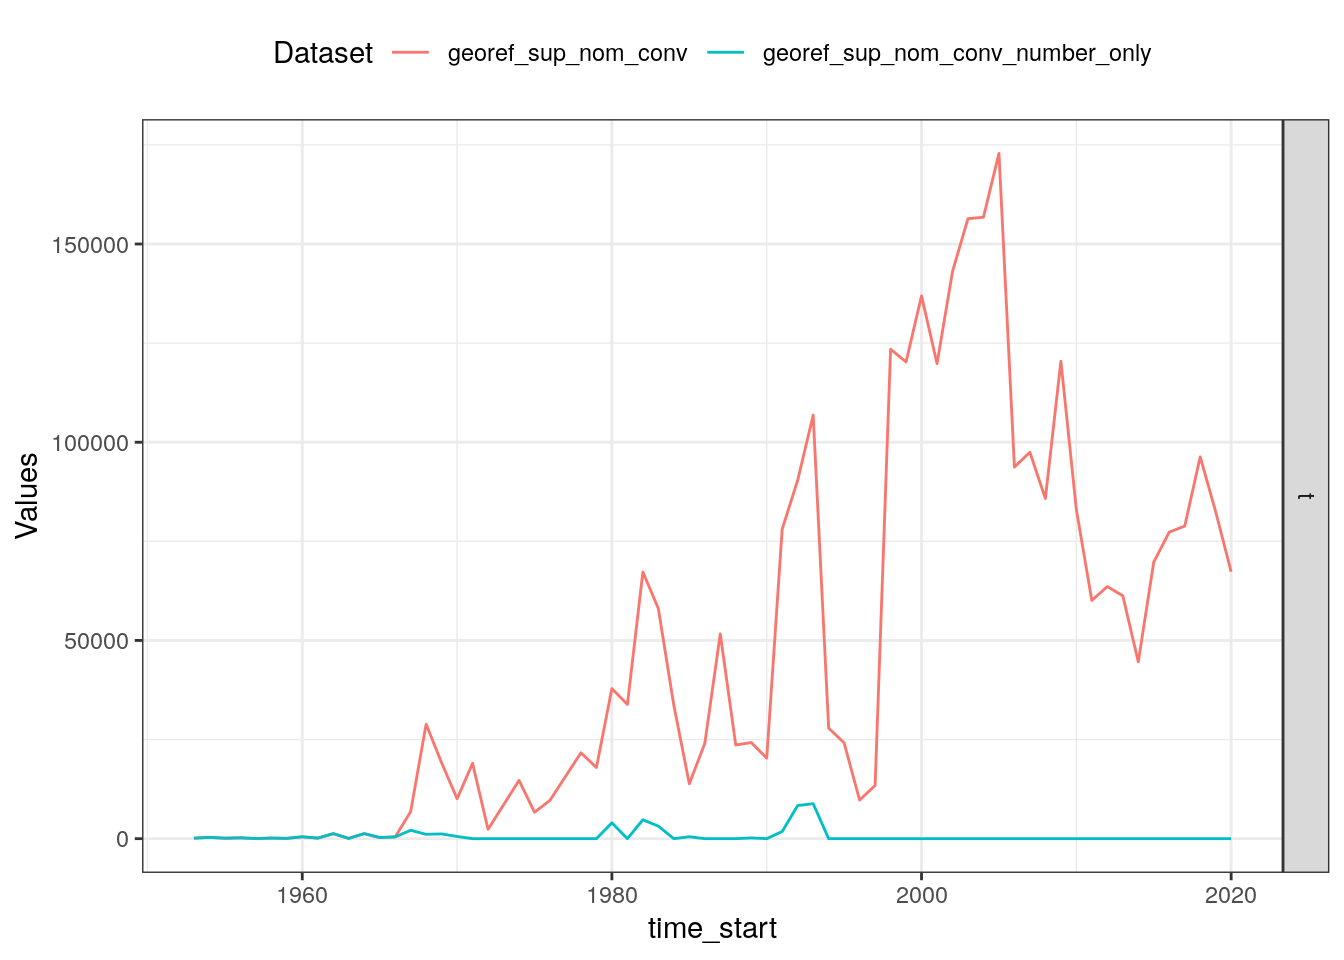 Dataset georef_sup_nom_conv georef_sup_nom_conv_number_only
150000
100000
50000
0
Values
t
1960 1980 2000 2020
time_start